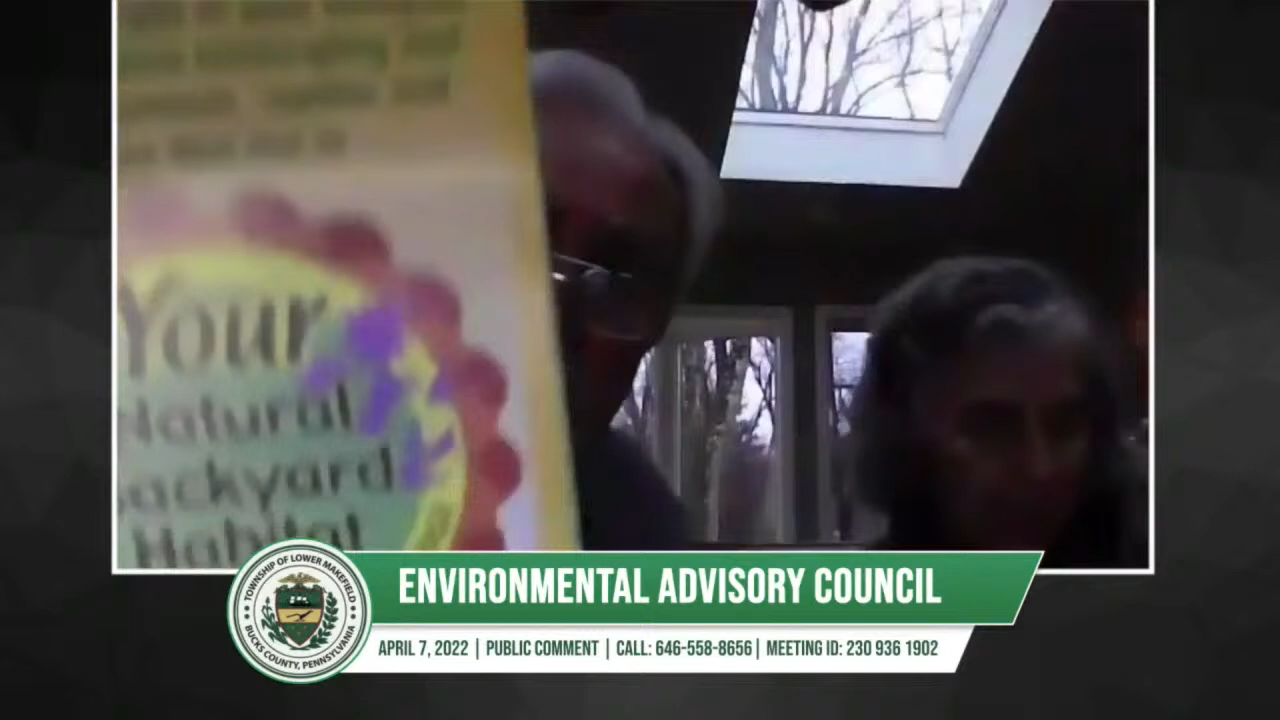 Your
Natural
backyard
Habitat
TOWNSHIP OF LOWER MAKEFIELD
BUCKS COUNTY, PENNSYLVANIA
ENVIRONMENTAL ADVISORY COUNCIL
APRIL 7, 2022 | PUBLIC COMMENT | CALL: 646-558-8656 | MEETING ID: 230 936 1902